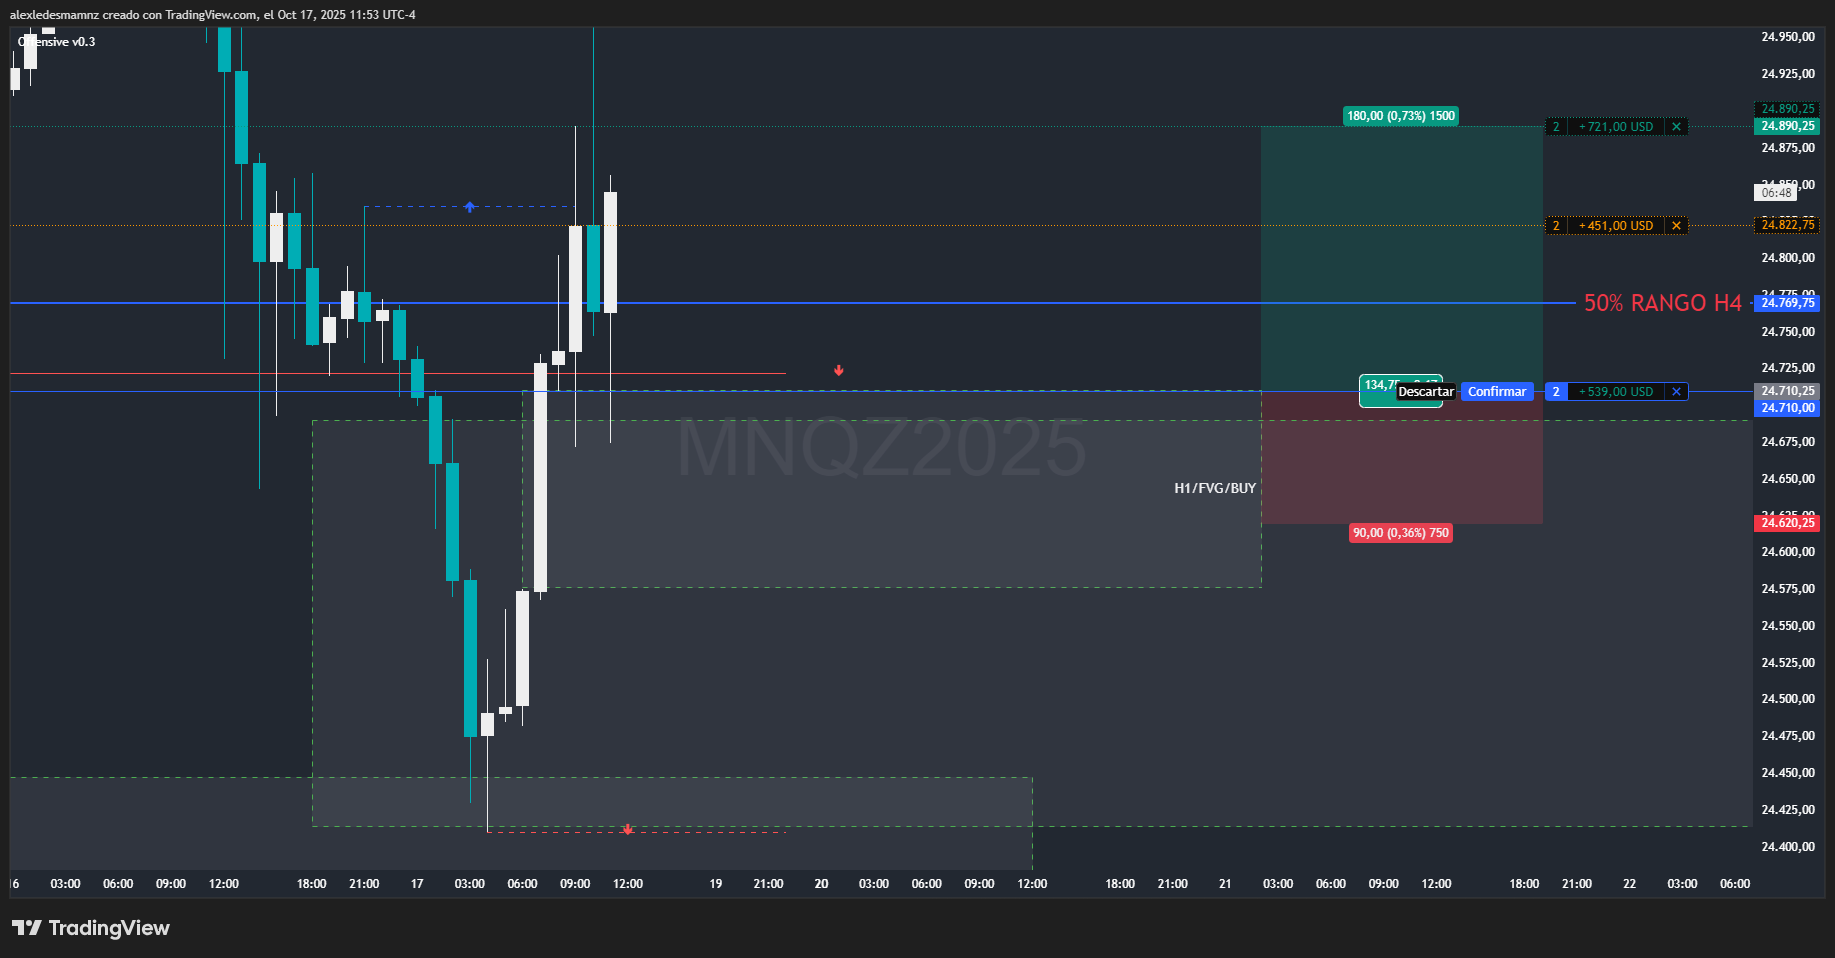 alexledesmamnz creado con TradingView.com, el Oct 17, 2025 11:53 UTC-4
Offensive v0.3
MNQZ2025
180,00 (0,73%) 1500
2 +721,00 USD ×
2 +451,00 USD ×
50% RANGO H4
134,75
Descartar
Confirmar
2 +539,00 USD ×
H1/FVG/BUY
90,00 (0,36%) 750
24.950,00
24.925,00
24.890,25
24.890,25
24.875,00
06:48
24.822,75
24.800,00
24.769,75
24.750,00
24.725,00
24.710,25
24.710,00
24.675,00
24.650,00
24.620,25
24.600,00
24.575,00
24.550,00
24.525,00
24.500,00
24.475,00
24.450,00
24.425,00
24.400,00
16 03:00 06:00 09:00 12:00 18:00 21:00 17 03:00 06:00 09:00 12:00 19 21:00 20 03:00 06:00 09:00 12:00 18:00 21:00 21 03:00 06:00 09:00 12:00 18:00 21:00 22 03:00 06:00
TradingView